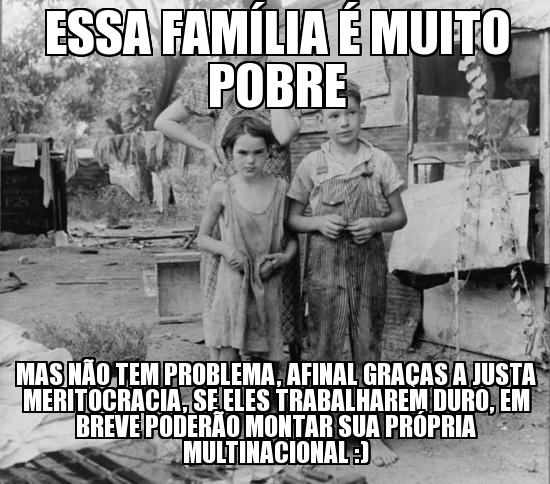 ESSA FAMÍLIA É MUITO
POBRE
MAS NÃO TEM PROBLEMA, AFINAL GRAÇAS A JUSTA
MERITOCRACIA, SE ELES TRABALHAREM DURO, EM
BREVE PODERÃO MONTAR SUA PRÓPRIA
MULTINACIONAL :)